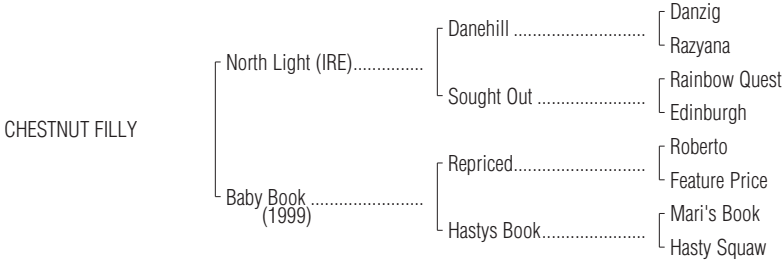 Danzig
Danehill ............................
Razyana
North Light (IRE)...............
Rainbow Quest
Sought Out .......................
Edinburgh
CHESTNUT FILLY
Roberto
Repriced............................
Feature Price
Baby Book ........................
(1999)
Mari's Book
Hastys Book......................
Hasty Squaw